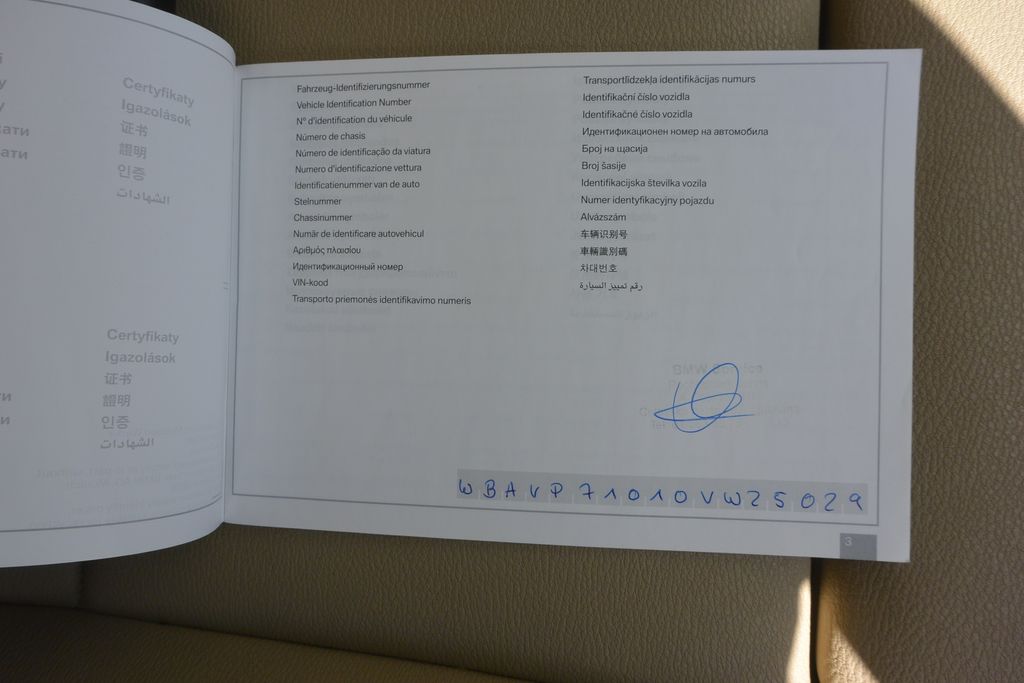 Certyfikaty
Igazolások
证书
證明
인증
الشهادات
Certyfikaty
Igazolások
证书
證明
인증
الشهادات
Fahrzeug-Identifizierungsnummer
Vehicle Identification Number
N° d'identification du véhicule
Número de chasis
Número de identificação da viatura
Numero d'identificazione vettura
Identificatienummer van de auto
Stelnummer
Chassinummer
Număr de identificare autovehicul
Αριθμός πλαισίου
Идентификационный номер
VIN-kood
Transporto priemonės identifikavimo numeris
Transportlīdzekļa identifikācijas numurs
Identifikační číslo vozidla
Identifikačné číslo vozidla
Идентификационен номер на автомобила
Број на щасија
Broj šasije
Identifikacijska številka vozila
Numer identyfikacyjny pojazdu
Alvázszám
车辆识别号
車輛識別碼
차대번호
رقم تمييز السيارة
WBAVP71010VW25029
3